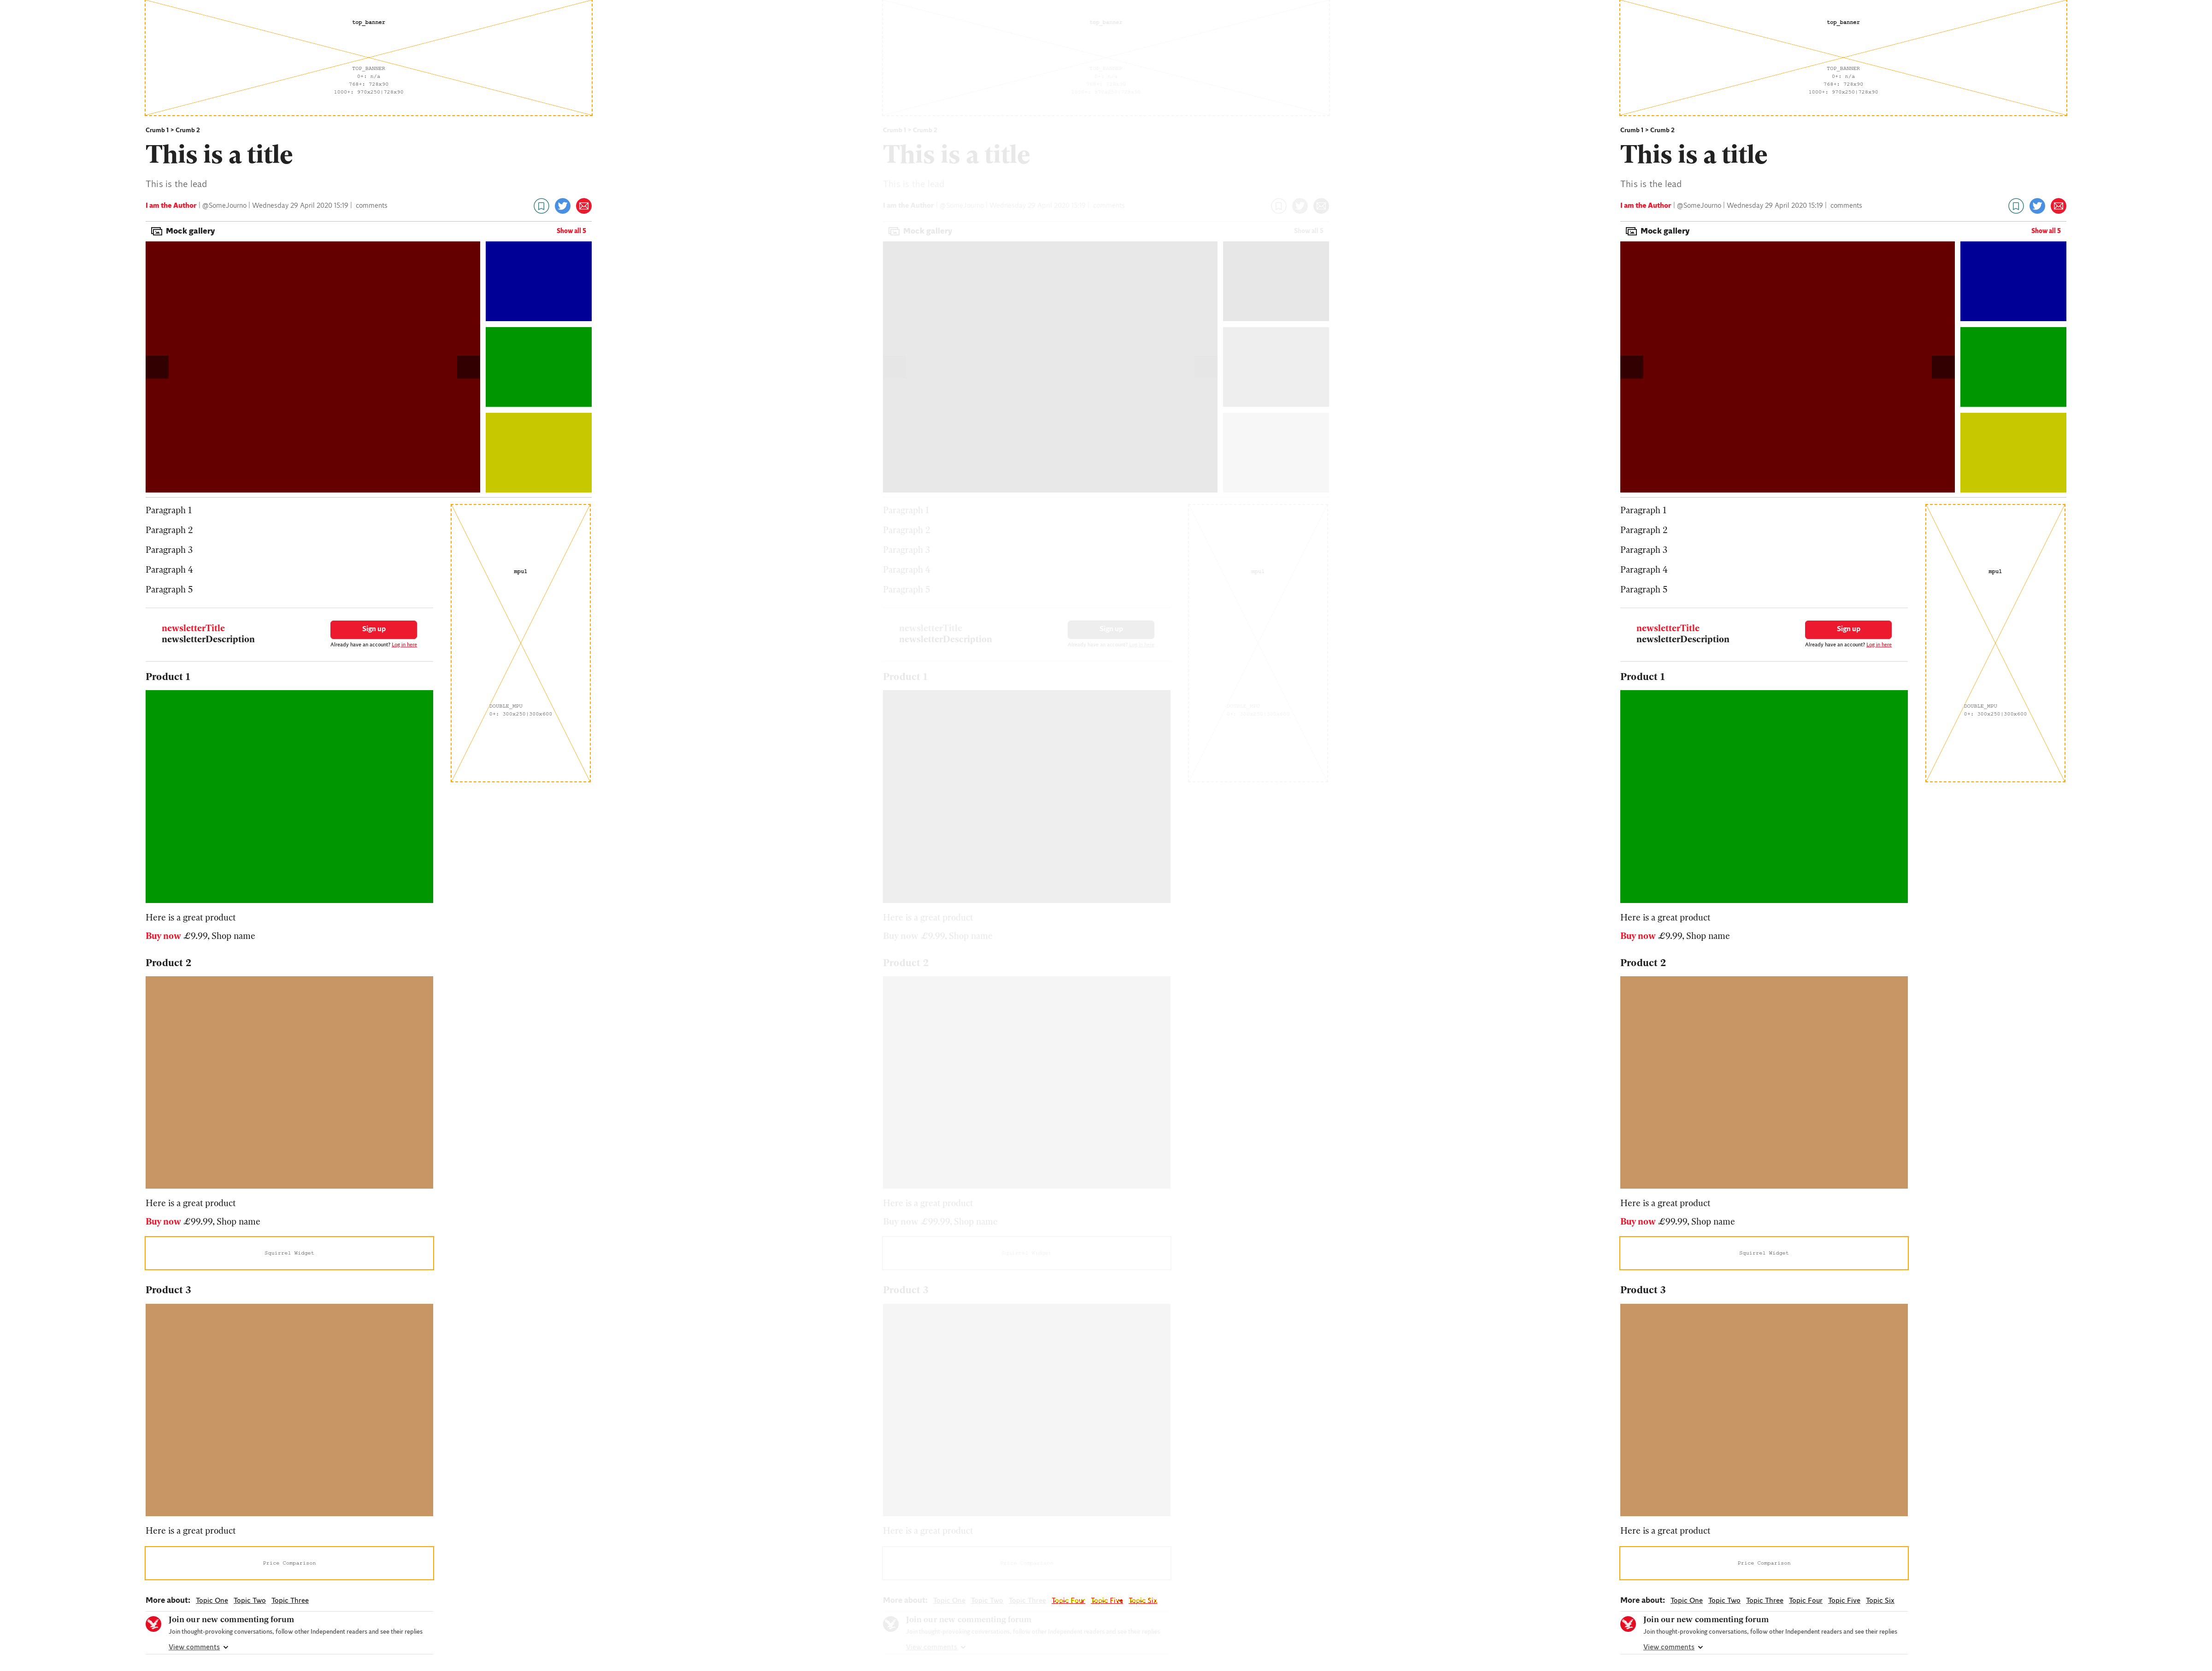 top_banner
TOP_BANNER
0+: n/a
768+: 728x90
1000+: 970x250|728x90
Crumb 1 > Crumb 2
This is a title
This is the lead
I am the Author | @SomeJourno | Wednesday 29 April 2020 15:19 | comments
Mock gallery
Show all 5
Paragraph 1
Paragraph 2
Paragraph 3
Paragraph 4
Paragraph 5
mpu1
newsletterTitle
newsletterDescription
Sign up
Already have an account? Log in here
Product 1
DOUBLE_MPU
0+: 300x250|300x600
Here is a great product
Buy now £9.99, Shop name
Product 2
Here is a great product
Buy now £99.99, Shop name
Squirrel Widget
Product 3
Here is a great product
Price Comparison
More about: Topic One Topic Two Topic Three
Join our new commenting forum
Join thought-provoking conversations, follow other Independent readers and see their replies
View comments
top_banner
TOP_BANNER
Crumb 1 > Crumb 2
This is a title
This is the lead
I am the Author | @SomeJourno | Wednesday 29 April 2020 15:19 | comments
Mock gallery
Show all 5
Paragraph 1
Paragraph 2
Paragraph 3
Paragraph 4
Paragraph 5
mpu1
newsletterTitle
newsletterDescription
Sign up
Already have an account? Log in here
Product 1
Here is a great product
Buy now £9.99, Shop name
Product 2
Here is a great product
Buy now £99.99, Shop name
Product 3
Here is a great product
More about: Topic One Topic Two Topic Three Topic Four Topic Five Topic Six
Join our new commenting forum
Join thought-provoking conversations, follow other Independent readers and see their replies
View comments
top_banner
TOP_BANNER
0+: n/a
768+: 728x90
1000+: 970x250|728x90
Crumb 1 > Crumb 2
This is a title
This is the lead
I am the Author | @SomeJourno | Wednesday 29 April 2020 15:19 | comments
Mock gallery
Show all 5
Paragraph 1
Paragraph 2
Paragraph 3
Paragraph 4
Paragraph 5
mpu1
newsletterTitle
newsletterDescription
Sign up
Already have an account? Log in here
Product 1
DOUBLE_MPU
0+: 300x250|300x600
Here is a great product
Buy now £9.99, Shop name
Product 2
Here is a great product
Buy now £99.99, Shop name
Squirrel Widget
Product 3
Here is a great product
Price Comparison
More about: Topic One Topic Two Topic Three Topic Four Topic Five Topic Six
Join our new commenting forum
Join thought-provoking conversations, follow other Independent readers and see their replies
View comments